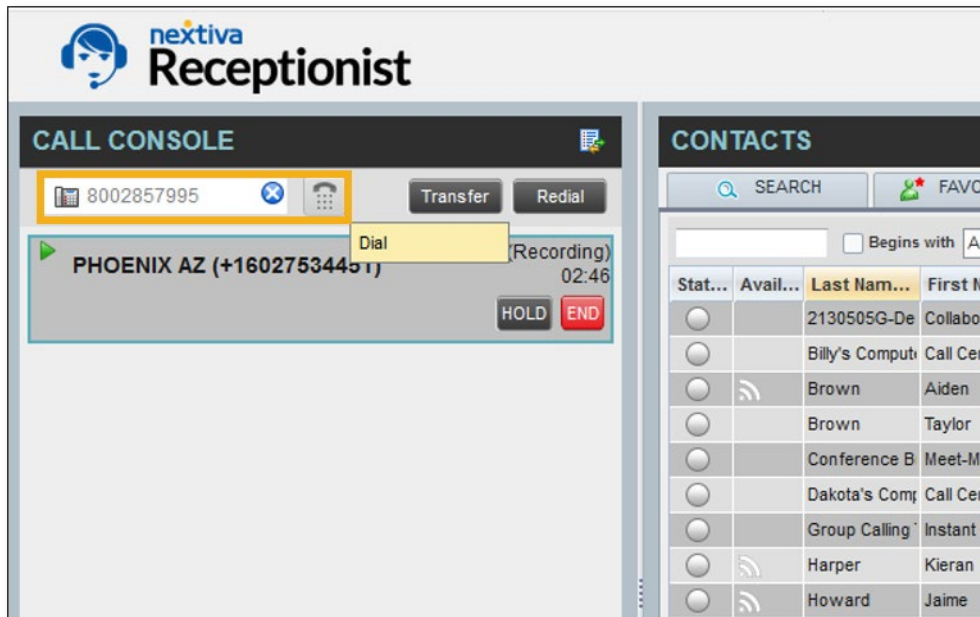 nextiva
Receptionist
CALL CONSOLE
8002857995
Transfer
Redial
Dial
(Recording)
PHOENIX AZ (+16027534451)
02:46
HOLD
END
CONTACTS
SEARCH
FAVO
Begins with
A
Stat... Avail... Last Nam... First N
2130505G-De Collabo
Billy's Compute Call Cer
Brown Aiden
Brown Taylor
Conference B Meet-M
Dakota's Comp Call Cer
Group Calling Instant
Harper Kieran
Howard Jaime